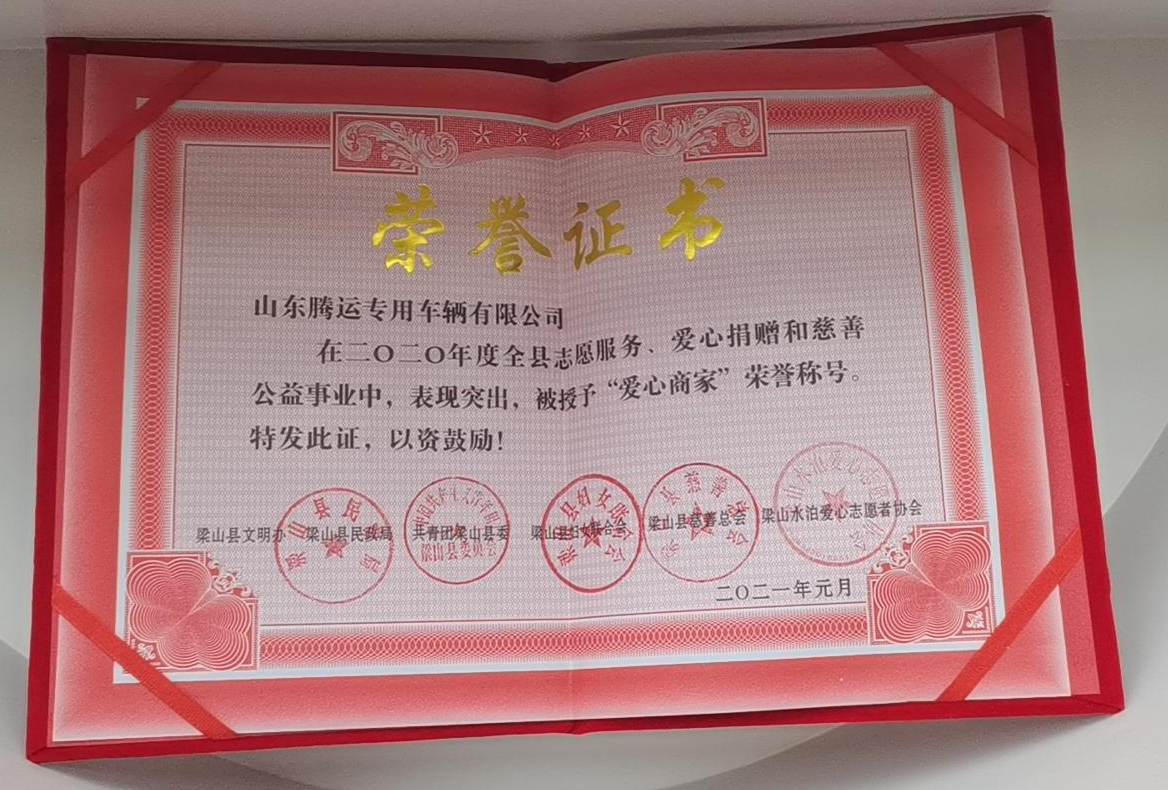 荣誉证书
山东腾运专用车辆有限公司
在二〇二〇年度全县志愿服务、爱心捐赠和慈善
公益事业中，表现突出，被授予“爱心商家”荣誉称号。
特发此证，以资鼓励！
梁山县文明办 梁山县民政局 共青团梁山县委 梁山县妇女联合会 梁山县慈善总会 梁山水泊爱心志愿者协会
梁山县委员会
二〇二一年元月